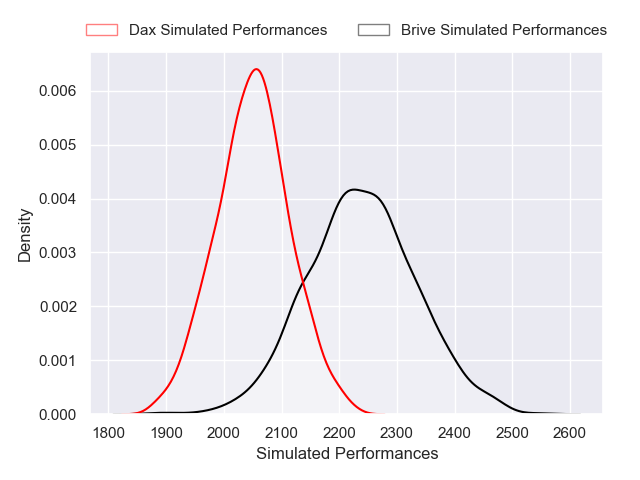 Dax Simulated Performances Brive Simulated Performances
0.006
0.005
0.004
0.003
0.002
0.001
0.000
Density
1800 1900 2000 2100 2200 2300 2400 2500 2600
Simulated Performances